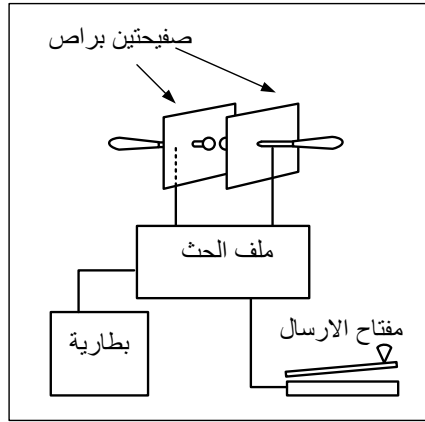 صفيحتين براص
ملف الحث
مفتاح الارسال
بطارية